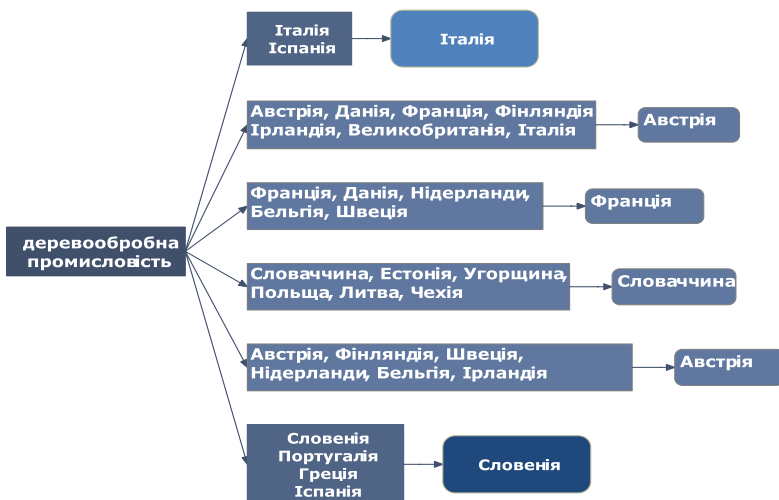 Італія
Іспанія
Італія
Австрія, Данія, Франція, Фінляндія
Ірландія, Великобританія, Італія
Австрія
Франція, Данія, Нідерланди,
Бельгія, Швеція
Франція
деревообробна
промисловість
Словаччина, Естонія, Угорщина,
Польща, Литва, Чехія
Словаччина
Австрія, Фінляндія, Швеція,
Нідерланди, Бельгія, Ірландія
Австрія
Словенія
Португалія
Греція
Іспанія
Словенія